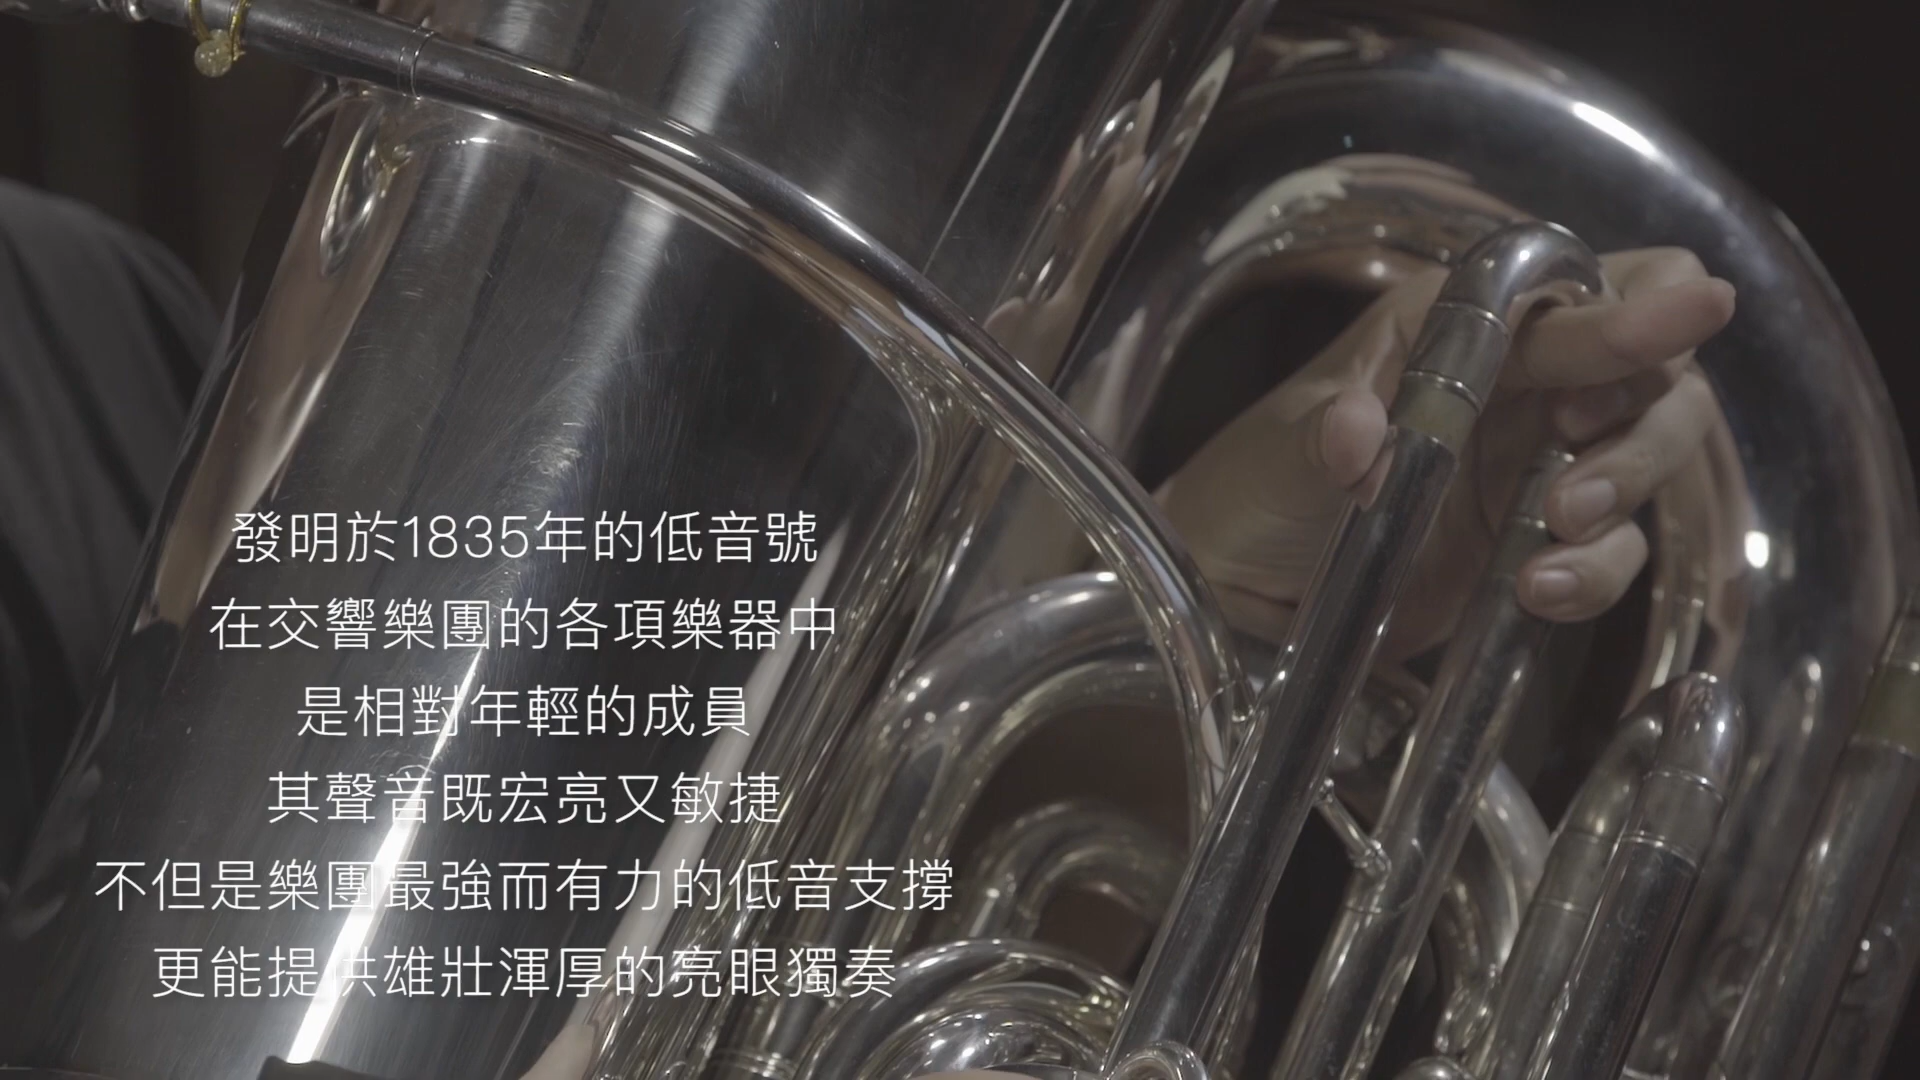 發明於1835年的低音號
在交響樂團的各項樂器中
是相對年輕的成員
其聲音既宏亮又敏捷
不但是樂團最強而有力的低音支撐
更能提供雄壯渾厚的亮眼獨奏